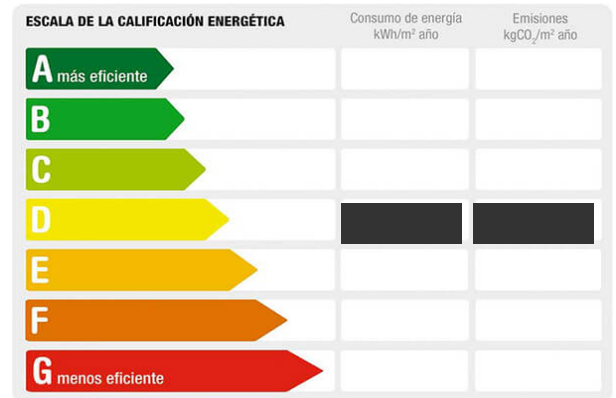 ESCALA DE LA CALIFICACIÓN ENERGÉTICA
Consumo de energía
kWh/m² año
Emisiones
kgCO₂/m² año
A más eficiente
B
C
D
E
F
G menos eficiente